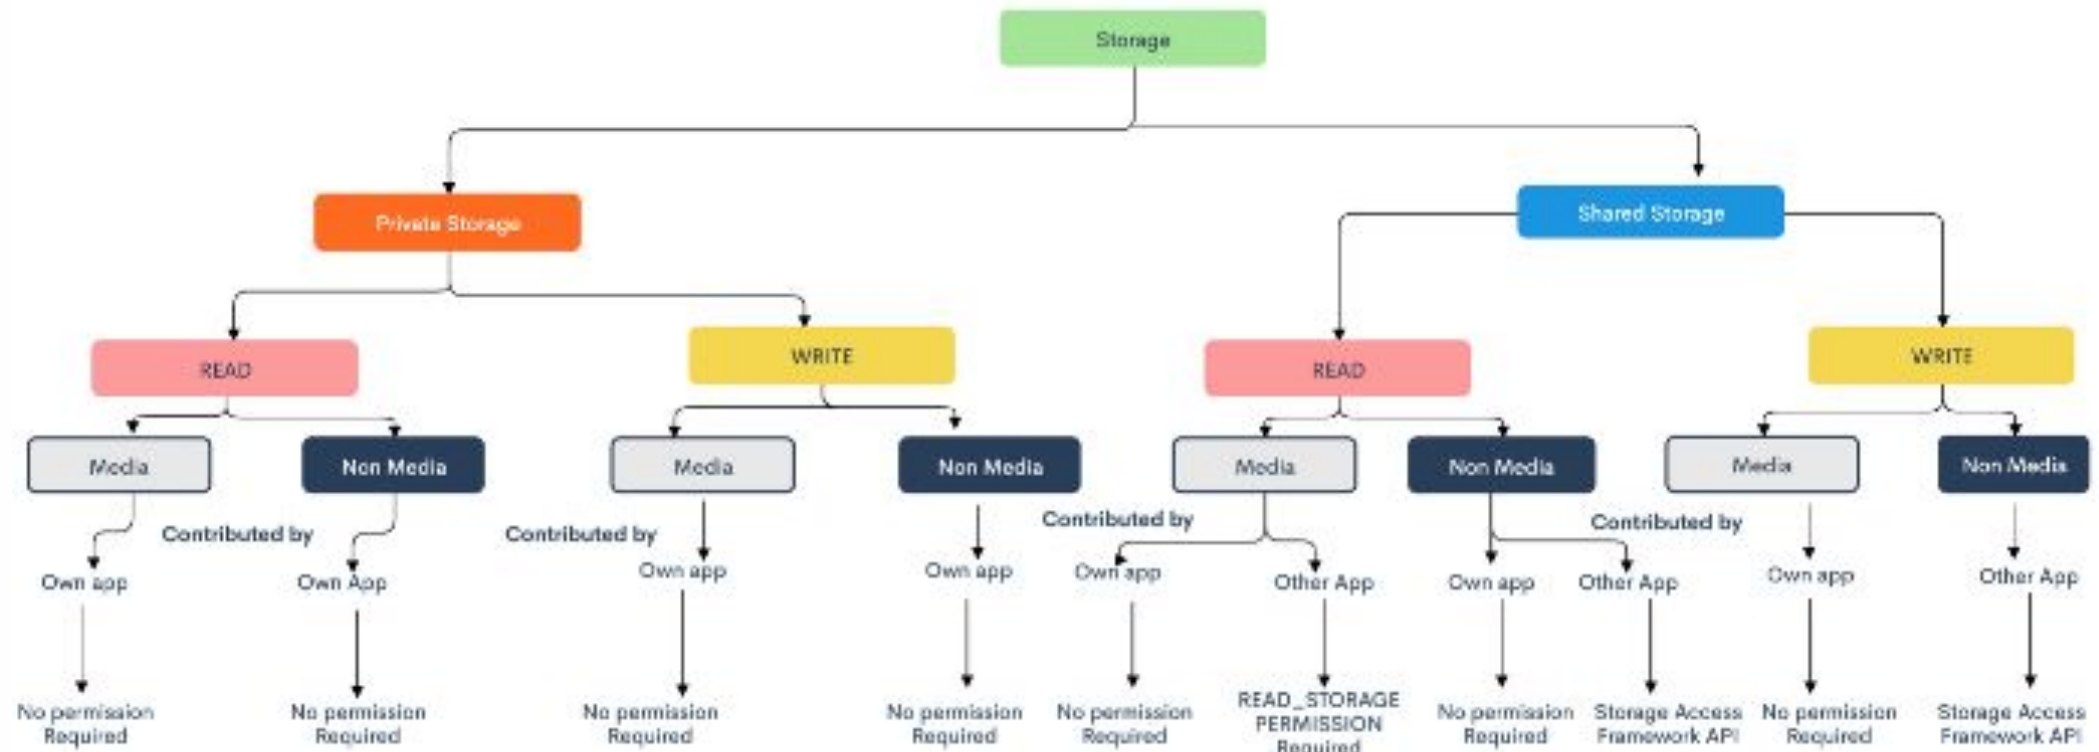 Storage
Private Storage
Shared Storage
READ
WRITE
READ
WRITE
Media
Non Media
Media
Non Media
Media
Non Media
Media
Non Media
Contributed by
Contributed by
Contributed by
Contributed by
Own app
Own App
Own app
Own app
Own app
Other App
Own app
Other App
Own app
Other App
No permission
Required
No permission
Required
No permission
Required
No permission
Required
No permission
Required
READ_STORAGE
PERMISSION
Required
No permission
Required
Storage Access
Framework API
No permission
Required
Storage Access
Framework API